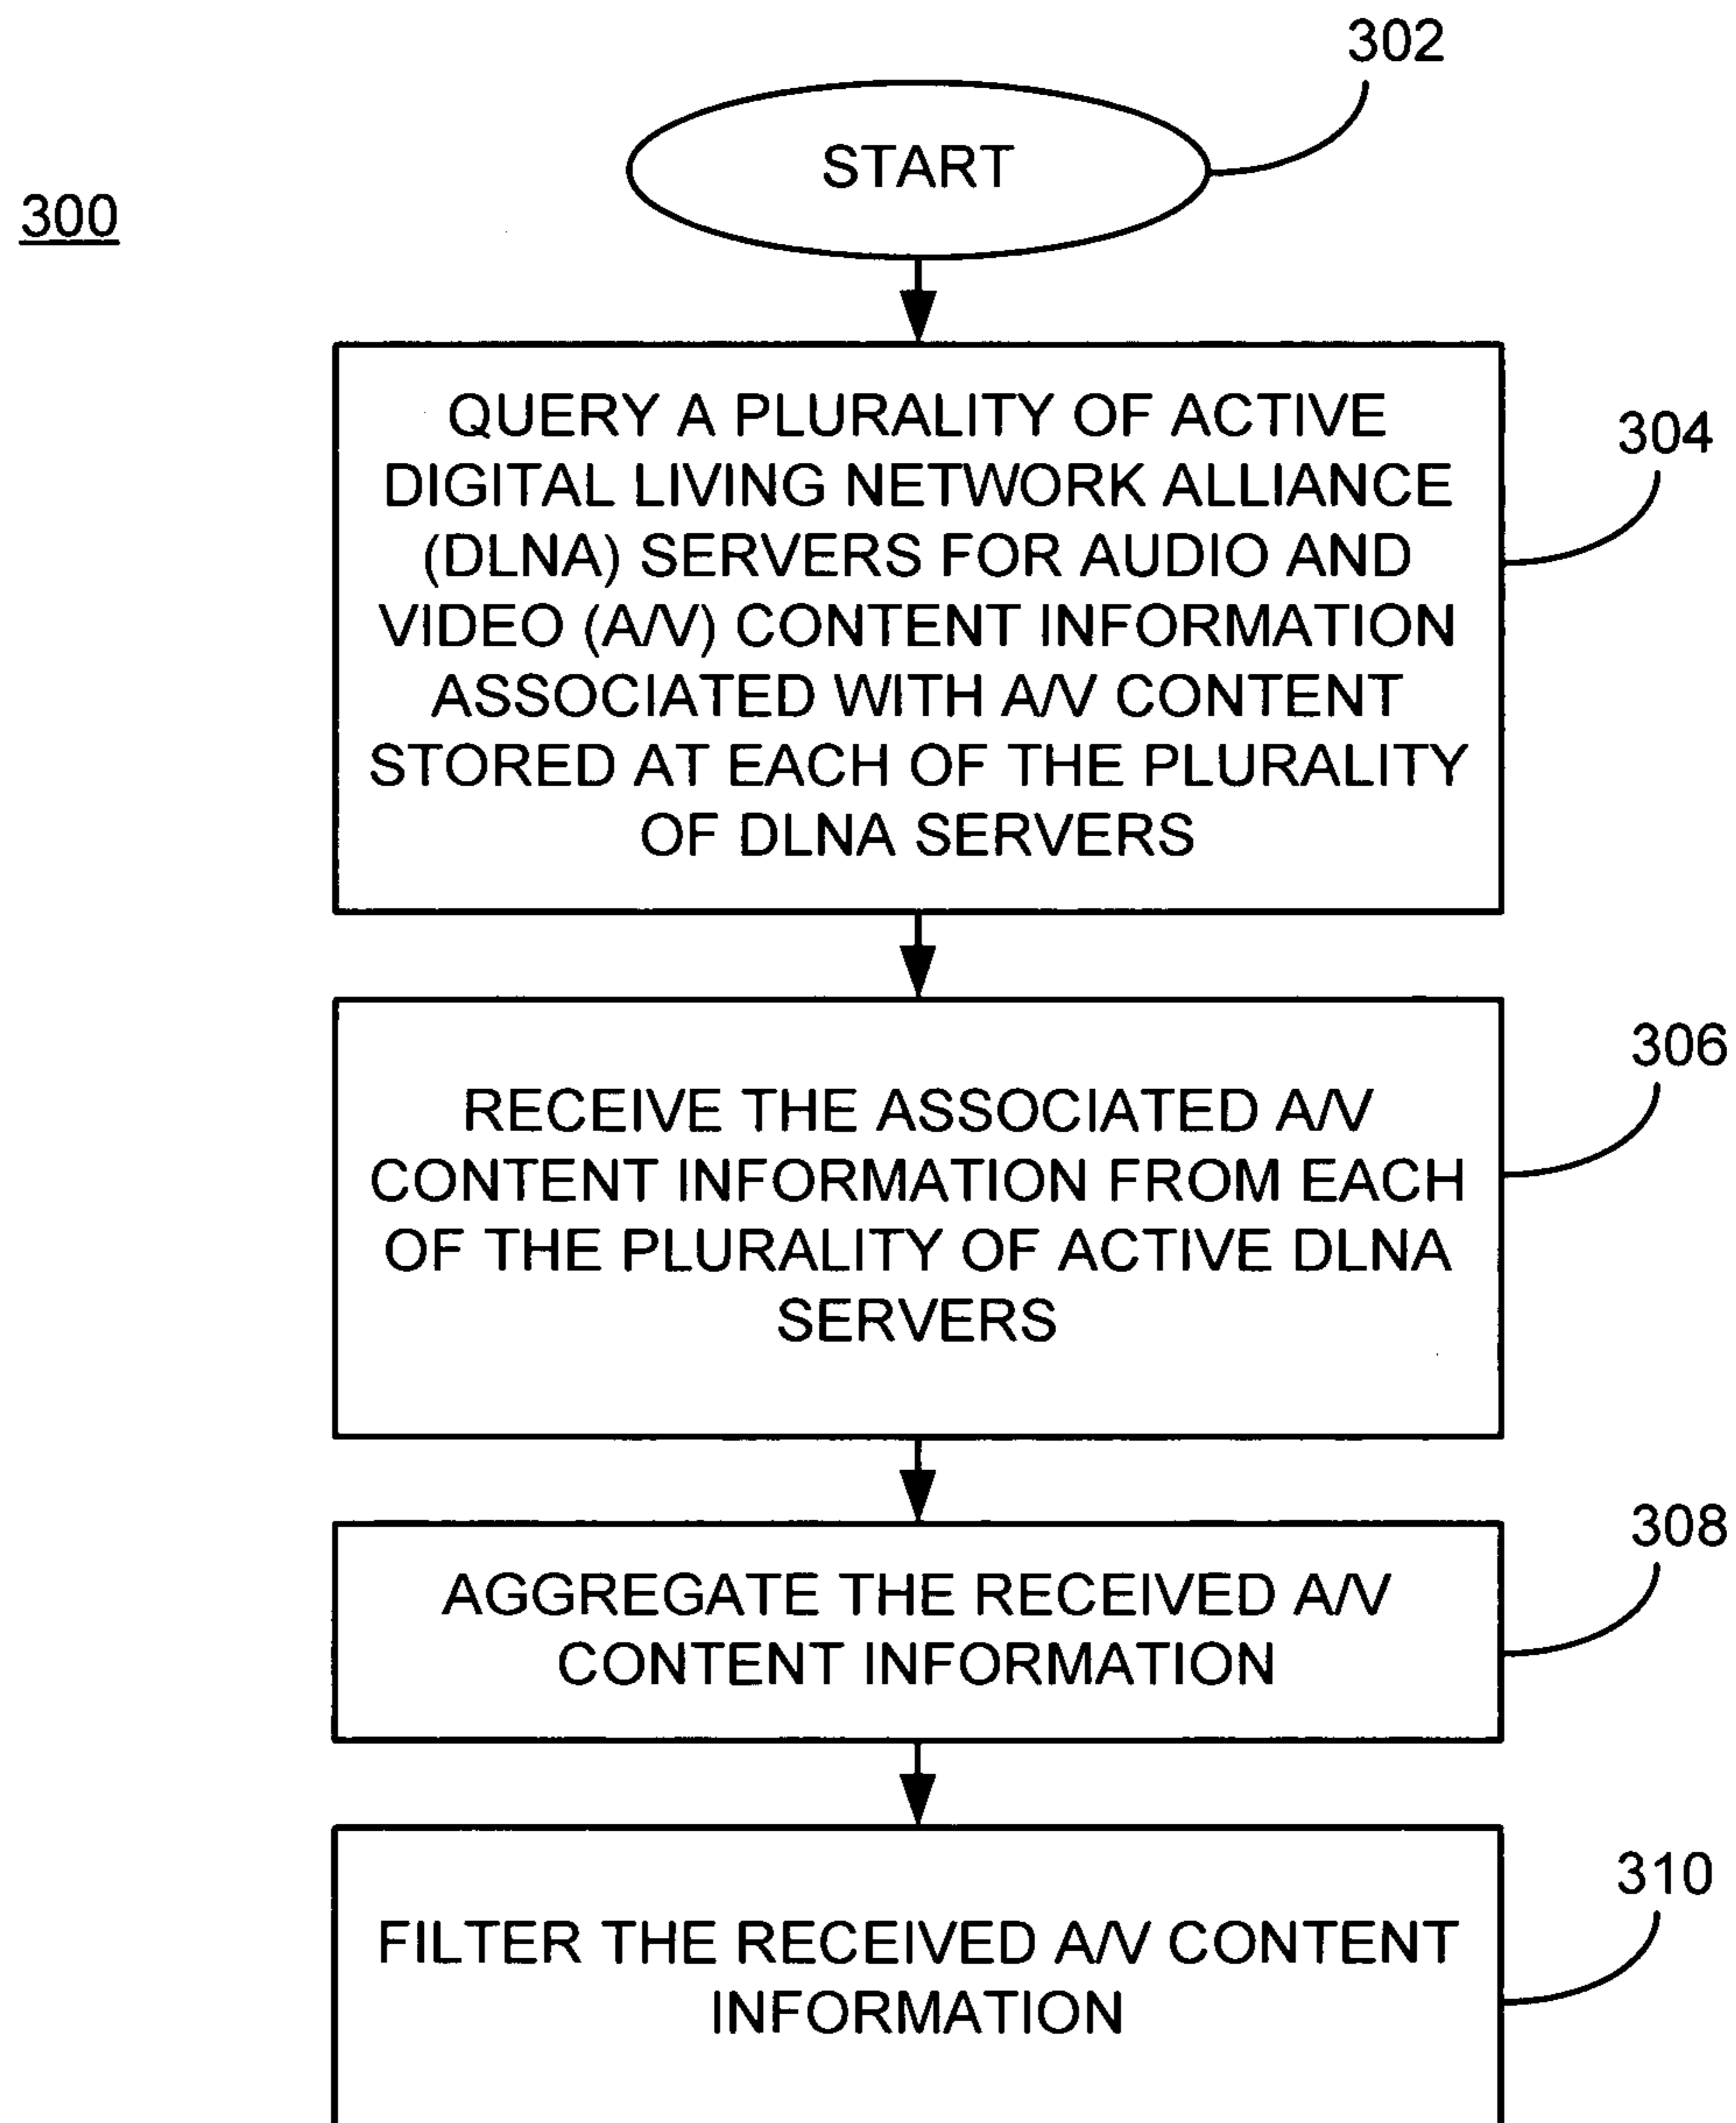 302
START
300
QUERY A PLURALITY OF ACTIVE
DIGITAL LIVING NETWORK ALLIANCE
(DLNA) SERVERS FOR AUDIO AND
VIDEO (A/V) CONTENT INFORMATION
ASSOCIATED WITH A/V CONTENT
STORED AT EACH OF THE PLURALITY
OF DLNA SERVERS
304
RECEIVE THE ASSOCIATED A/V
CONTENT INFORMATION FROM EACH
OF THE PLURALITY OF ACTIVE DLNA
SERVERS
306
AGGREGATE THE RECEIVED A/V
CONTENT INFORMATION
308
FILTER THE RECEIVED A/V CONTENT
INFORMATION
310